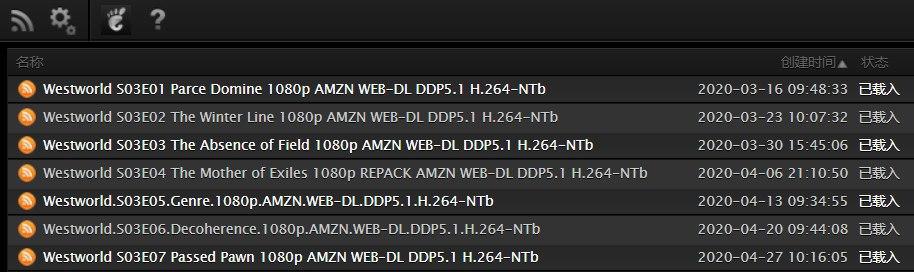 名称 创建时间 状态
Westworld S03E01 Parce Domine 1080p AMZN WEB-DL DDP5.1 H.264-NTb 2020-03-16 09:48:33 已载入
Westworld S03E02 The Winter Line 1080p AMZN WEB-DL DDP5.1 H.264-NTb 2020-03-23 10:07:32 已载入
Westworld S03E03 The Absence of Field 1080p AMZN WEB-DL DDP5.1 H.264-NTb 2020-03-30 15:45:06 已载入
Westworld S03E04 The Mother of Exiles 1080p REPACK AMZN WEB-DL DDP5.1 H.264-NTb 2020-04-06 21:10:50 已载入
Westworld.S03E05.Genre.1080p.AMZN.WEB-DL.DDP5.1.H.264-NTb 2020-04-13 09:34:55 已载入
Westworld.S03E06.Decoherence.1080p.AMZN.WEB-DL.DDP5.1.H.264-NTb 2020-04-20 09:44:08 已载入
Westworld S03E07 Passed Pawn 1080p AMZN WEB-DL DDP5.1 H.264-NTb 2020-04-27 10:16:05 已载入